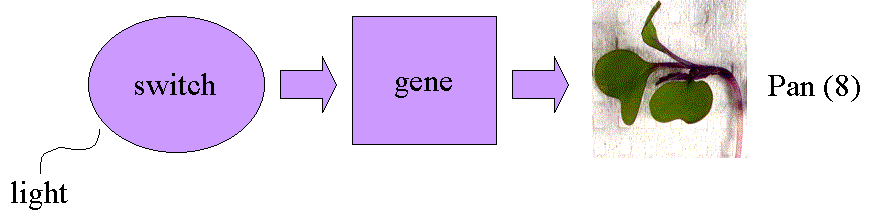 switch
gene
Pan (8)
light